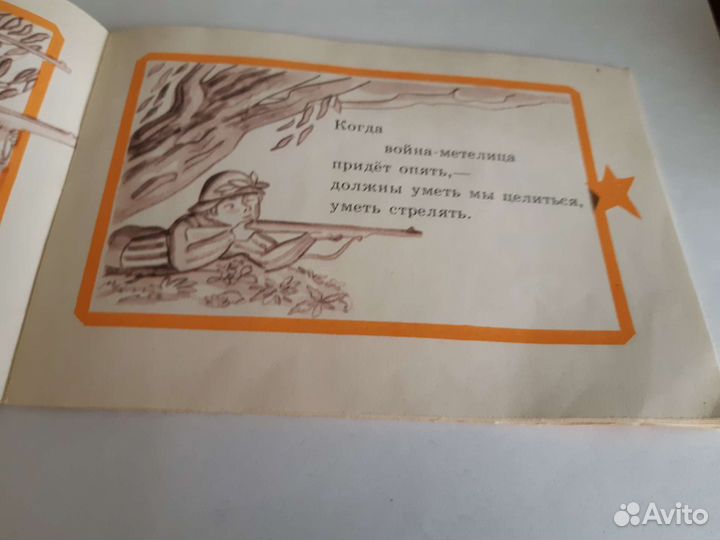 Когда
война-метелица
придёт опять,—
должны уметь мы целиться,
уметь стрелять.
Avito